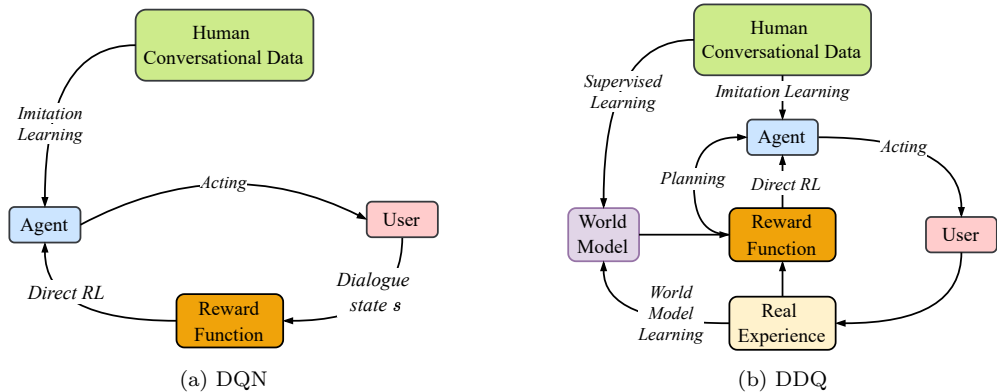 Human
Conversational Data
Imitation
Learning
Acting
Agent
User
Direct RL
Dialogue
state s
Reward
Function
(a) DQN
Human
Conversational Data
Supervised
Learning
Imitation Learning
Agent
Acting
Planning
Direct RL
World
Model
Reward
Function
User
World
Model
Learning
Real
Experience
(b) DDQ